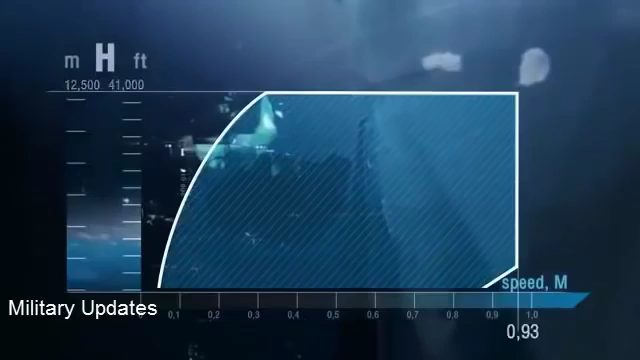 m H ft
12,500 41,000
speed, M
Military Updates
0,1 0,2 0,3 0,4 0,5 0,6 0,7 0,8 0,9 1,0
0,93